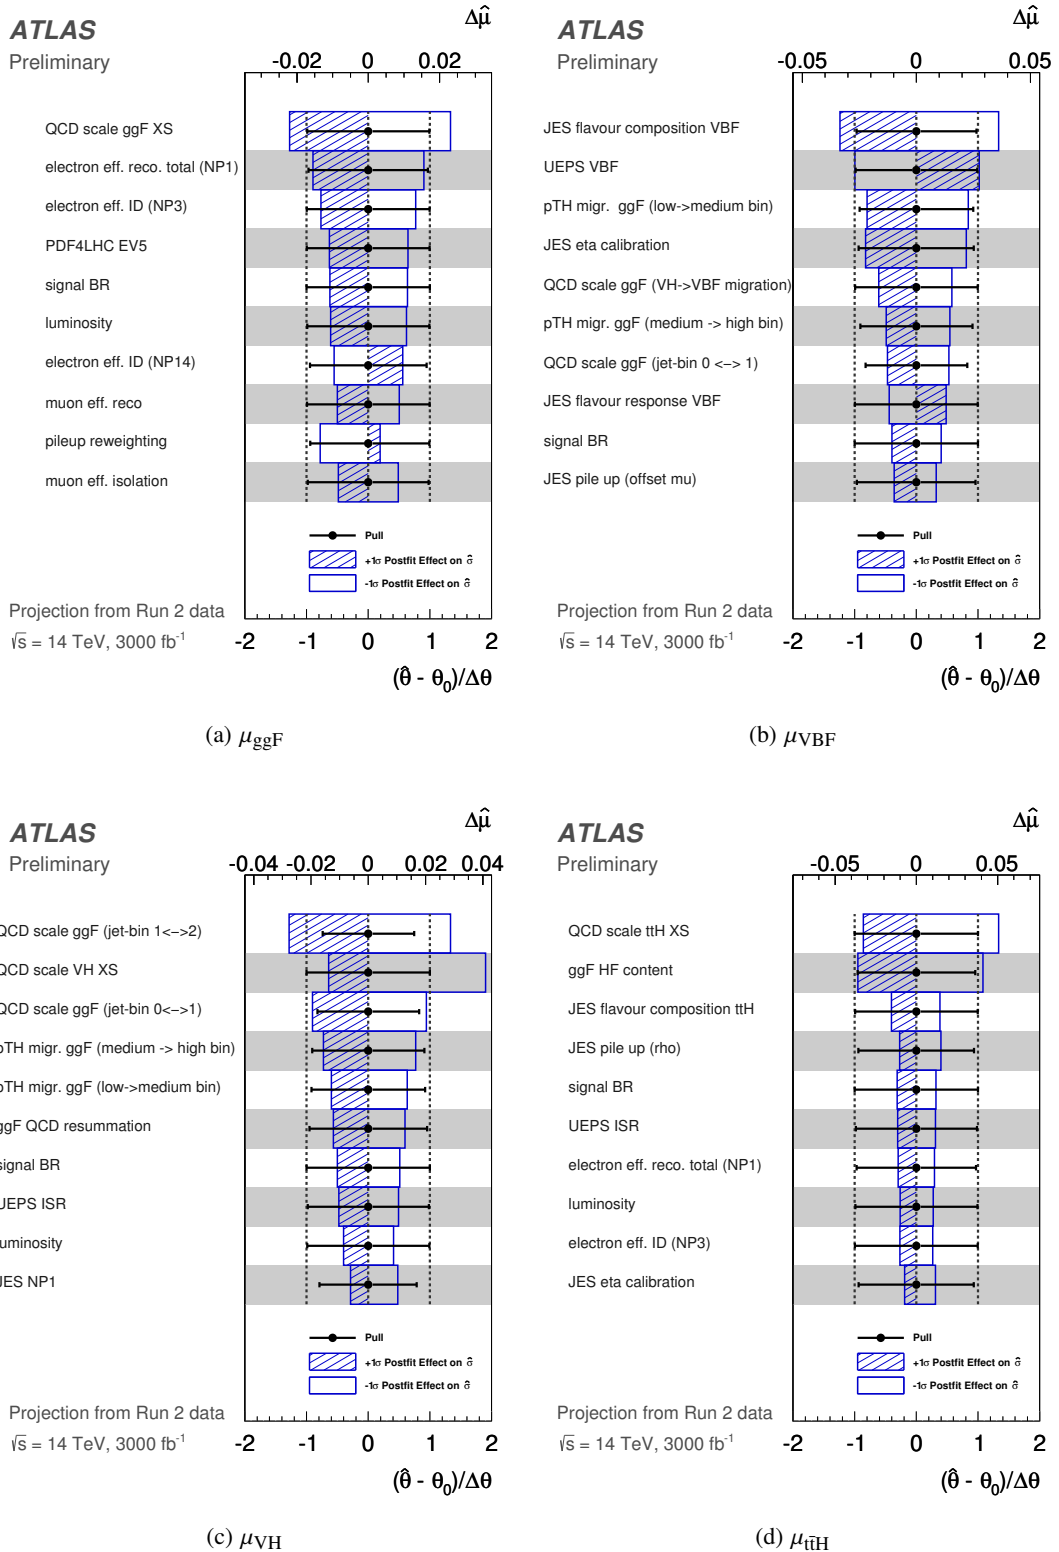 ATLAS
Preliminary
Δμ̂
-0.02 0 0.02
QCD scale ggF XS
electron eff. reco. total (NP1)
electron eff. ID (NP3)
PDF4LHC EV5
signal BR
luminosity
electron eff. ID (NP14)
muon eff. reco
pileup reweighting
muon eff. isolation
Pull
+1σ Postfit Effect on σ̂
-1σ Postfit Effect on σ̂
Projection from Run 2 data
√s = 14 TeV, 3000 fb⁻¹
-2 -1 0 1 2
(θ̂ - θ₀)/Δθ
(a) μggF
ATLAS
Preliminary
Δμ̂
-0.05 0 0.05
JES flavour composition VBF
UEPS VBF
pTH migr. ggF (low->medium bin)
JES eta calibration
QCD scale ggF (VH->VBF migration)
pTH migr. ggF (medium -> high bin)
QCD scale ggF (jet-bin 0 <-> 1)
JES flavour response VBF
signal BR
JES pile up (offset mu)
Pull
+1σ Postfit Effect on σ̂
-1σ Postfit Effect on σ̂
Projection from Run 2 data
√s = 14 TeV, 3000 fb⁻¹
-2 -1 0 1 2
(θ̂ - θ₀)/Δθ
(b) μVBF
ATLAS
Preliminary
Δμ̂
-0.04 -0.02 0 0.02 0.04
QCD scale ggF (jet-bin 1<->2)
QCD scale VH XS
QCD scale ggF (jet-bin 0<->1)
pTH migr. ggF (medium -> high bin)
pTH migr. ggF (low->medium bin)
ggF QCD resummation
signal BR
UEPS ISR
luminosity
JES NP1
Pull
+1σ Postfit Effect on σ̂
-1σ Postfit Effect on σ̂
Projection from Run 2 data
√s = 14 TeV, 3000 fb⁻¹
-2 -1 0 1 2
(θ̂ - θ₀)/Δθ
(c) μVH
ATLAS
Preliminary
Δμ̂
-0.05 0 0.05
QCD scale ttH XS
ggF HF content
JES flavour composition ttH
JES pile up (rho)
signal BR
UEPS ISR
electron eff. reco. total (NP1)
luminosity
electron eff. ID (NP3)
JES eta calibration
Pull
+1σ Postfit Effect on σ̂
-1σ Postfit Effect on σ̂
Projection from Run 2 data
√s = 14 TeV, 3000 fb⁻¹
-2 -1 0 1 2
(θ̂ - θ₀)/Δθ
(d) μtt̄H